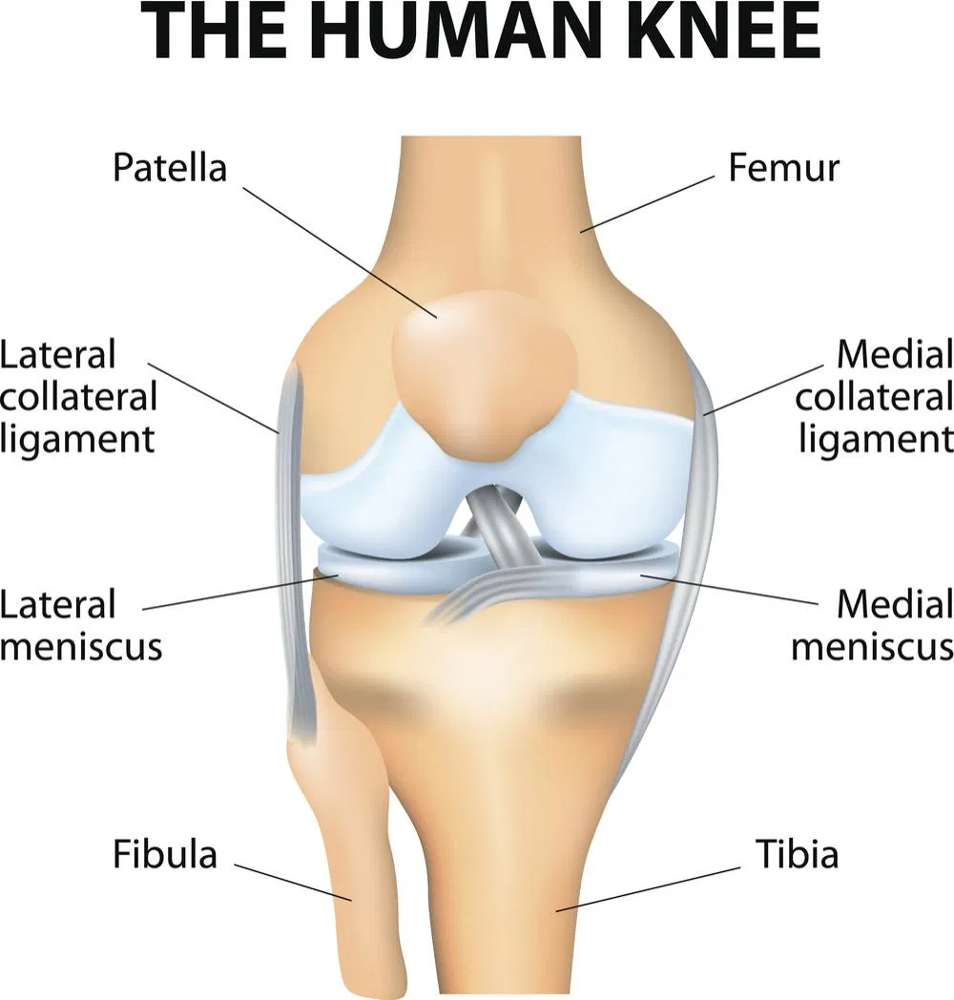 THE HUMAN KNEE
Patella
Femur
Lateral
collateral
ligament
Medial
collateral
ligament
Lateral
meniscus
Medial
meniscus
Fibula
Tibia